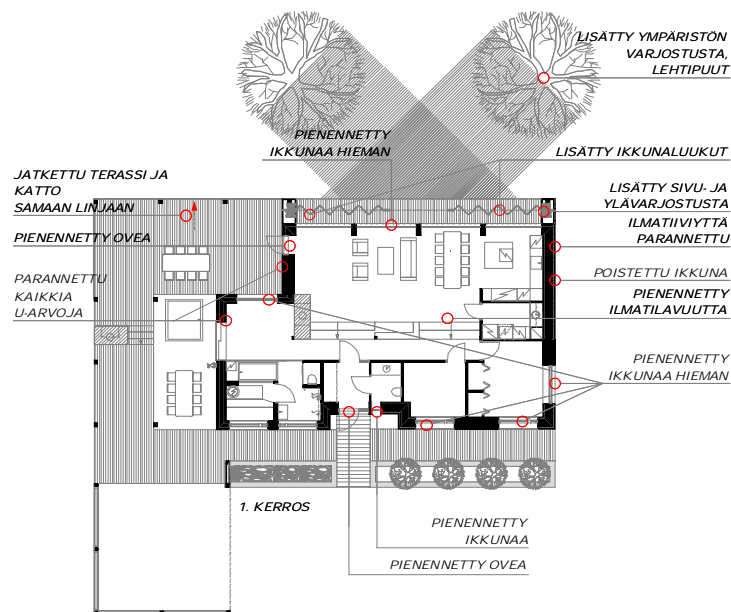 LISÄTTY YMPÄRISTÖN
VARJOSTUSTA,
LEHTIPUUT
PIENENNETTY
IKKUNAA HIEMAN
LISÄTTY IKKUNALUUKUT
JATKETTU TERASSI JA
KATTO
SAMAAN LINJAAN
LISÄTTY SIVU- JA
YLÄVARJOSTUSTA
ILMATIIVIYTTÄ
PARANNETTU
PIENENNETTY OVEA
POISTETTU IKKUNA
PARANNETTU
KAIKKIA
U-ARVOJA
PIENENNETTY
ILMATILAVUUTTA
PIENENNETTY
IKKUNAA HIEMAN
1. KERROS
PIENENNETTY
IKKUNAA
PIENENNETTY OVEA